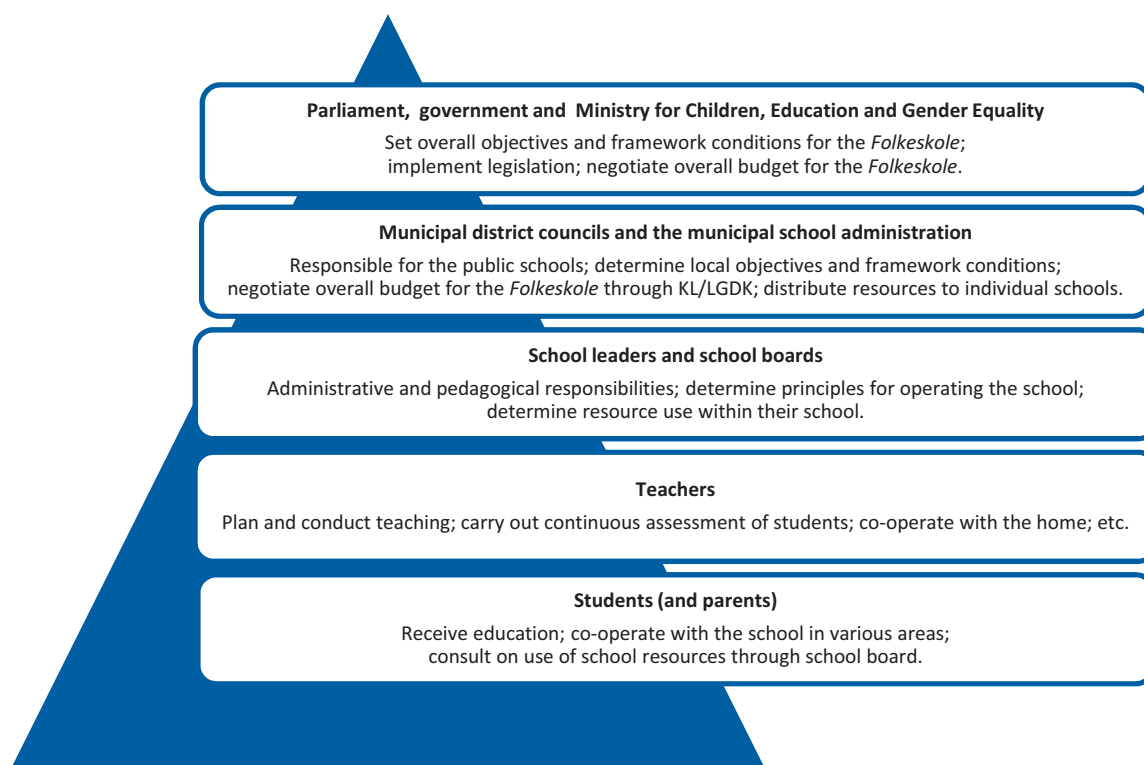 Parliament, government and Ministry for Children, Education and Gender Equality
Set overall objectives and framework conditions for the Folkeskole;
implement legislation; negotiate overall budget for the Folkeskole.
Municipal district councils and the municipal school administration
Responsible for the public schools; determine local objectives and framework conditions;
negotiate overall budget for the Folkeskole through KL/LGDK; distribute resources to individual schools.
School leaders and school boards
Administrative and pedagogical responsibilities; determine principles for operating the school;
determine resource use within their school.
Teachers
Plan and conduct teaching; carry out continuous assessment of students; co-operate with the home; etc.
Students (and parents)
Receive education; co-operate with the school in various areas;
consult on use of school resources through school board.